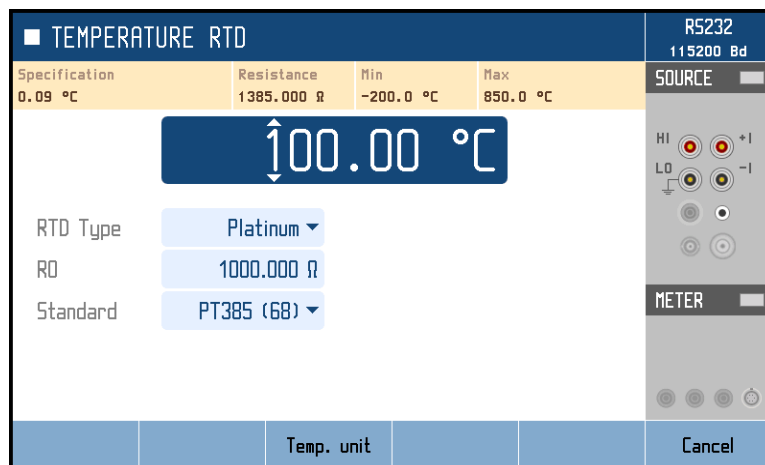 TEMPERATURE RTD
RS232
115200 Bd
Specification Resistance Min Max
0.09 °C 1385.000 Ω -200.0 °C 850.0 °C
SOURCE
100.00 °C
HI +I
LO -I
RTD Type Platinum
R0 1000.000 Ω
Standard PT385 (68)
METER
Temp. unit Cancel